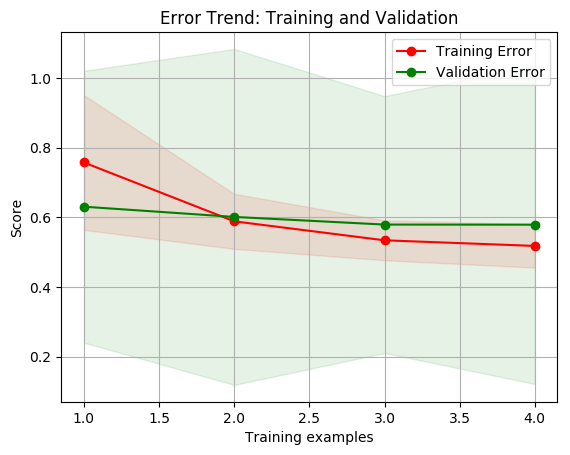 Error Trend: Training and Validation
Training Error
Validation Error
1.0
0.8
0.6
0.4
0.2
Score
1.0
1.5
2.0
2.5
3.0
3.5
4.0
Training examples